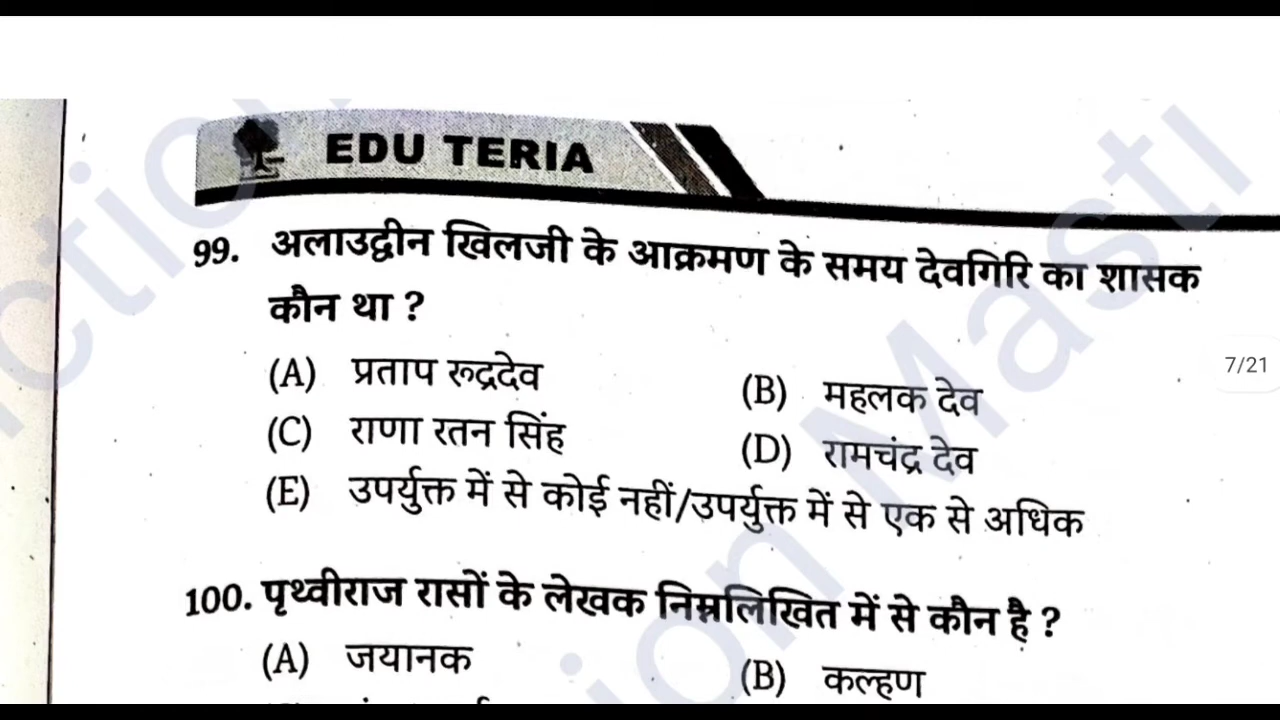 EDU TERIA
99. अलाउद्दीन खिलजी के आक्रमण के समय देवगिरि का शासक
कौन था ?
(A) प्रताप रुद्रदेव (B) महलक देव
(C) राणा रतन सिंह (D) रामचंद्र देव
(E) उपर्युक्त में से कोई नहीं/उपर्युक्त में से एक से अधिक
7/21
100. पृथ्वीराज रासों के लेखक निम्नलिखित में से कौन है ?
(A) जयानक (B) कल्हण